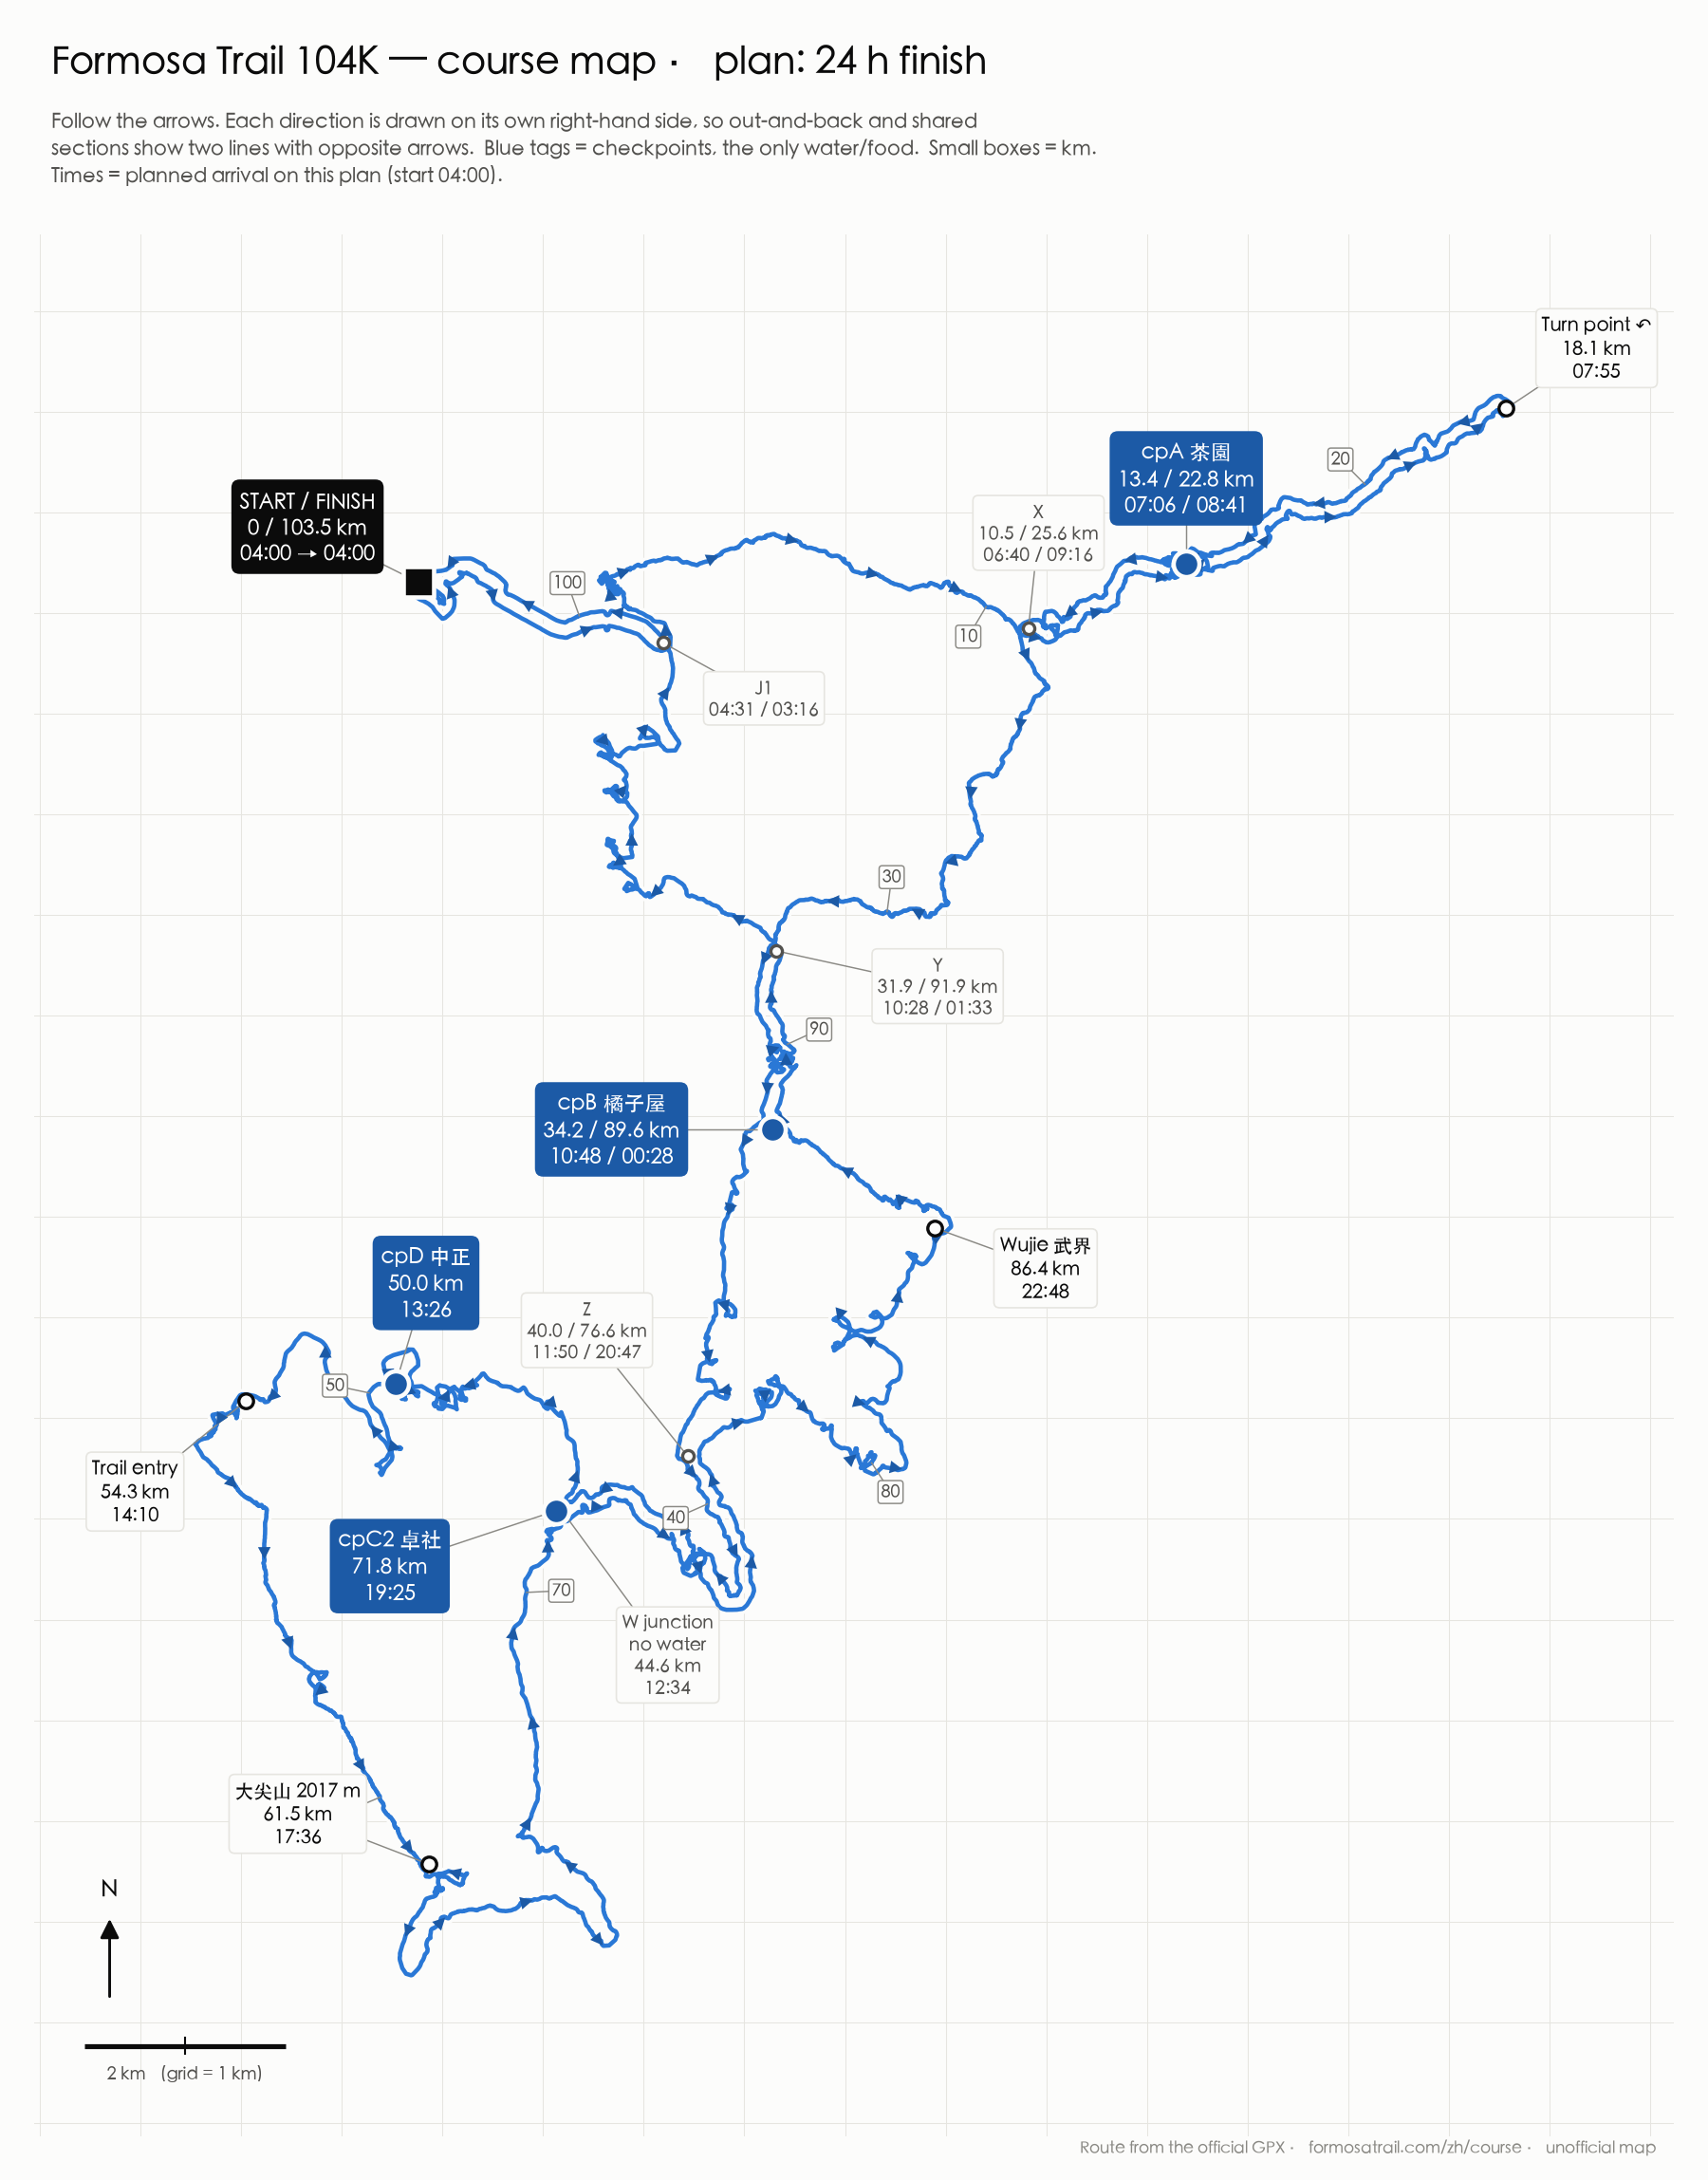 Formosa Trail 104K — course map · plan: 24 h finish
Follow the arrows. Each direction is drawn on its own right-hand side, so out-and-back and shared
sections show two lines with opposite arrows. Blue tags = checkpoints, the only water/food. Small boxes = km.
Times = planned arrival on this plan (start 04:00).
Turn point ↶
18.1 km
07:55
cpA 茶園
13.4 / 22.8 km
07:06 / 08:41
20
START / FINISH
0 / 103.5 km
04:00 → 04:00
X
10.5 / 25.6 km
06:40 / 09:16
100
10
J1
04:31 / 03:16
30
Y
31.9 / 91.9 km
10:28 / 01:33
90
cpB 橘子屋
34.2 / 89.6 km
10:48 / 00:28
Wujie 武界
86.4 km
22:48
cpD 中正
50.0 km
13:26
Z
40.0 / 76.6 km
11:50 / 20:47
50
Trail entry
54.3 km
14:10
80
40
cpC2 卓社
71.8 km
19:25
70
W junction
no water
44.6 km
12:34
大尖山 2017 m
61.5 km
17:36
N
2 km (grid = 1 km)
Route from the official GPX · formosatrail.com/zh/course · unofficial map